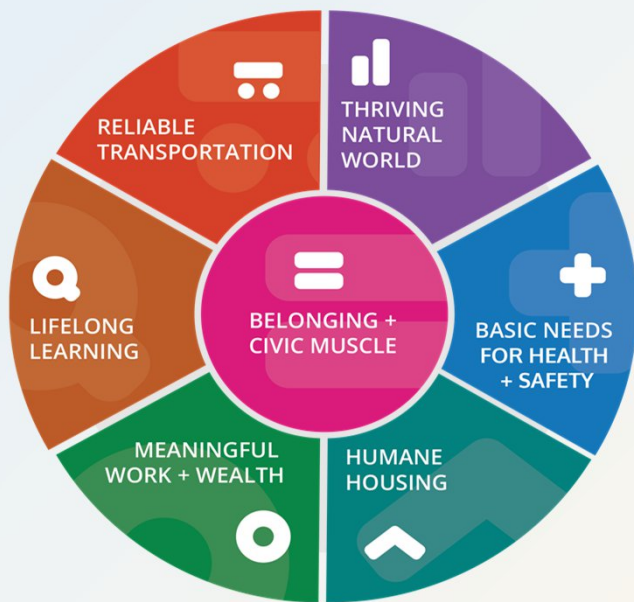 THRIVING
NATURAL
WORLD
BASIC NEEDS
FOR HEALTH
+ SAFETY
HUMANE
HOUSING
MEANINGFUL
WORK + WEALTH
LIFELONG
LEARNING
RELIABLE
TRANSPORTATION
BELONGING +
CIVIC MUSCLE